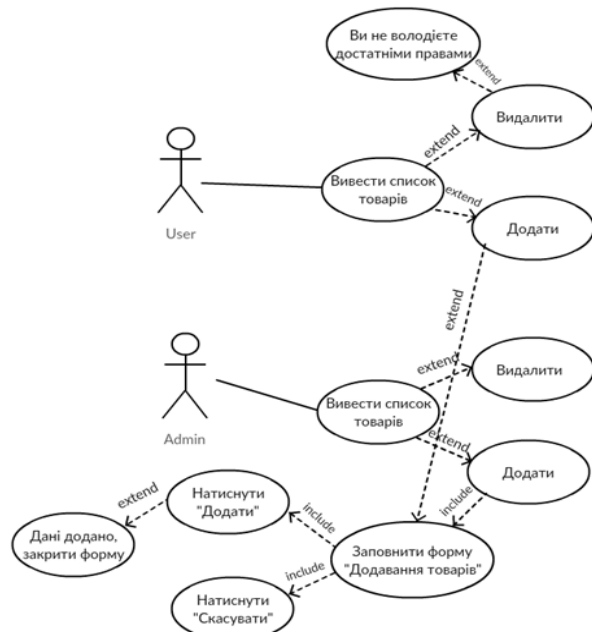 Ви не володієте
достатніми правами
extend
Видалити
extend
Вивести список
товарів
extend
User
Додати
extend
extend
Видалити
Вивести список
товарів
Admin
extend
Додати
include
Натиснути
"Додати"
extend
include
Дані додано,
закрити форму
Заповнити форму
"Додавання товарів"
include
Натиснути
"Скасувати"